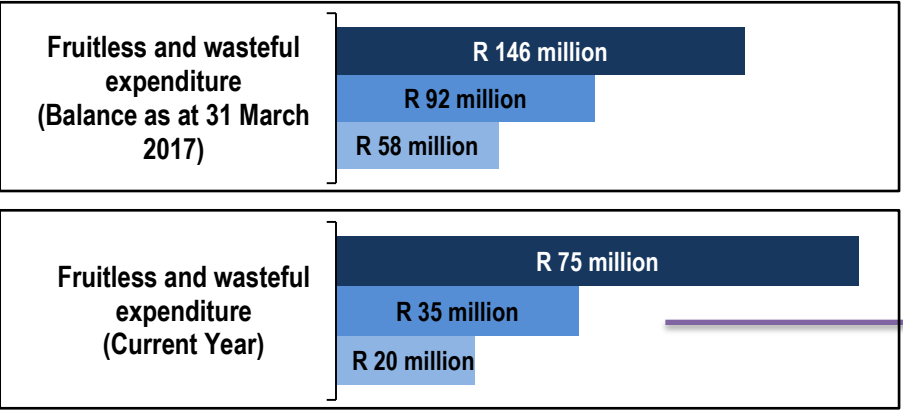 Fruitless and wasteful
expenditure
(Balance as at 31 March
2017)
R 146 million
R 92 million
R 58 million
Fruitless and wasteful
expenditure
(Current Year)
R 75 million
R 35 million
R 20 million